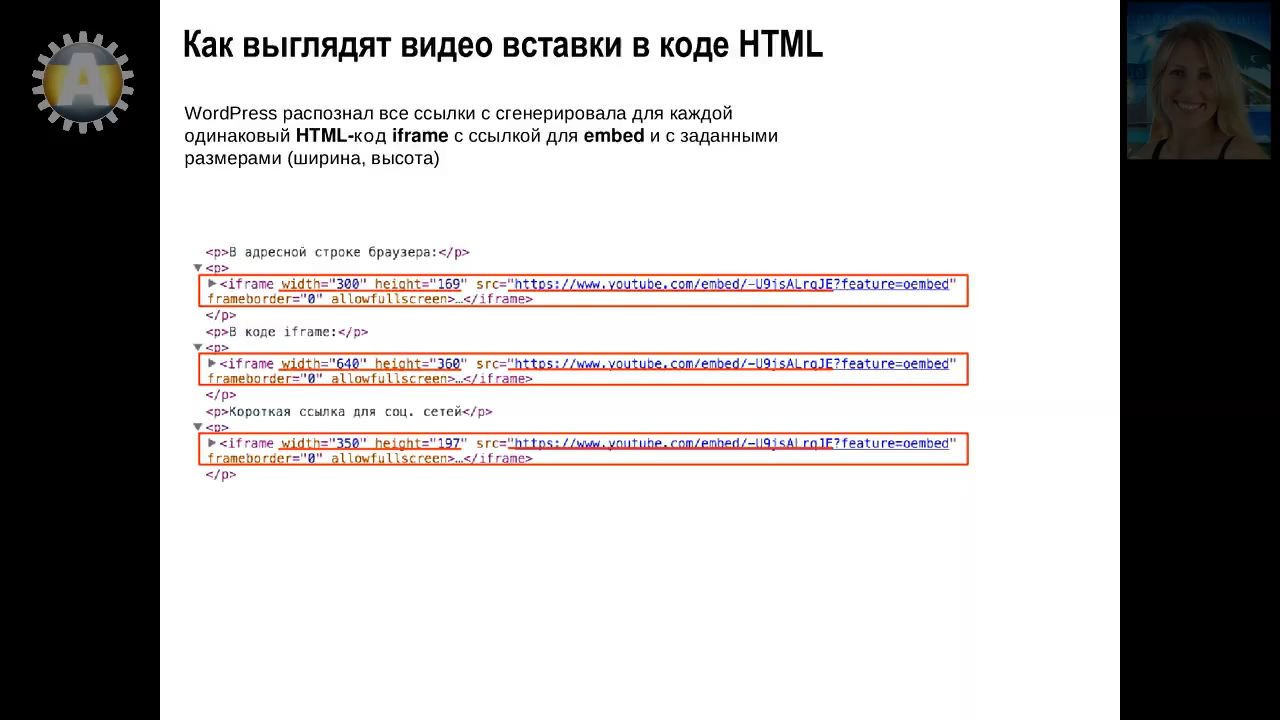 Как выглядят видео вставки в коде HTML
WordPress распознал все ссылки с сгенерировала для каждой
одинаковый HTML-код iframe с ссылкой для embed и с заданными
размерами (ширина, высота)
<p>В адресной строке браузера:</p>
▼<p>
▶<iframe width="300" height="169" src="https://www.youtube.com/embed/-U9jsALrqJE?feature=oembed"
frameborder="0" allowfullscreen>…</iframe>
</p>
<p>В коде iframe:</p>
▼<p>
▶<iframe width="640" height="360" src="https://www.youtube.com/embed/-U9jsALrqJE?feature=oembed"
frameborder="0" allowfullscreen>…</iframe>
</p>
<p>Короткая ссылка для соц. сетей</p>
▼<p>
▶<iframe width="350" height="197" src="https://www.youtube.com/embed/-U9jsALrqJE?feature=oembed"
frameborder="0" allowfullscreen>…</iframe>
</p>
A